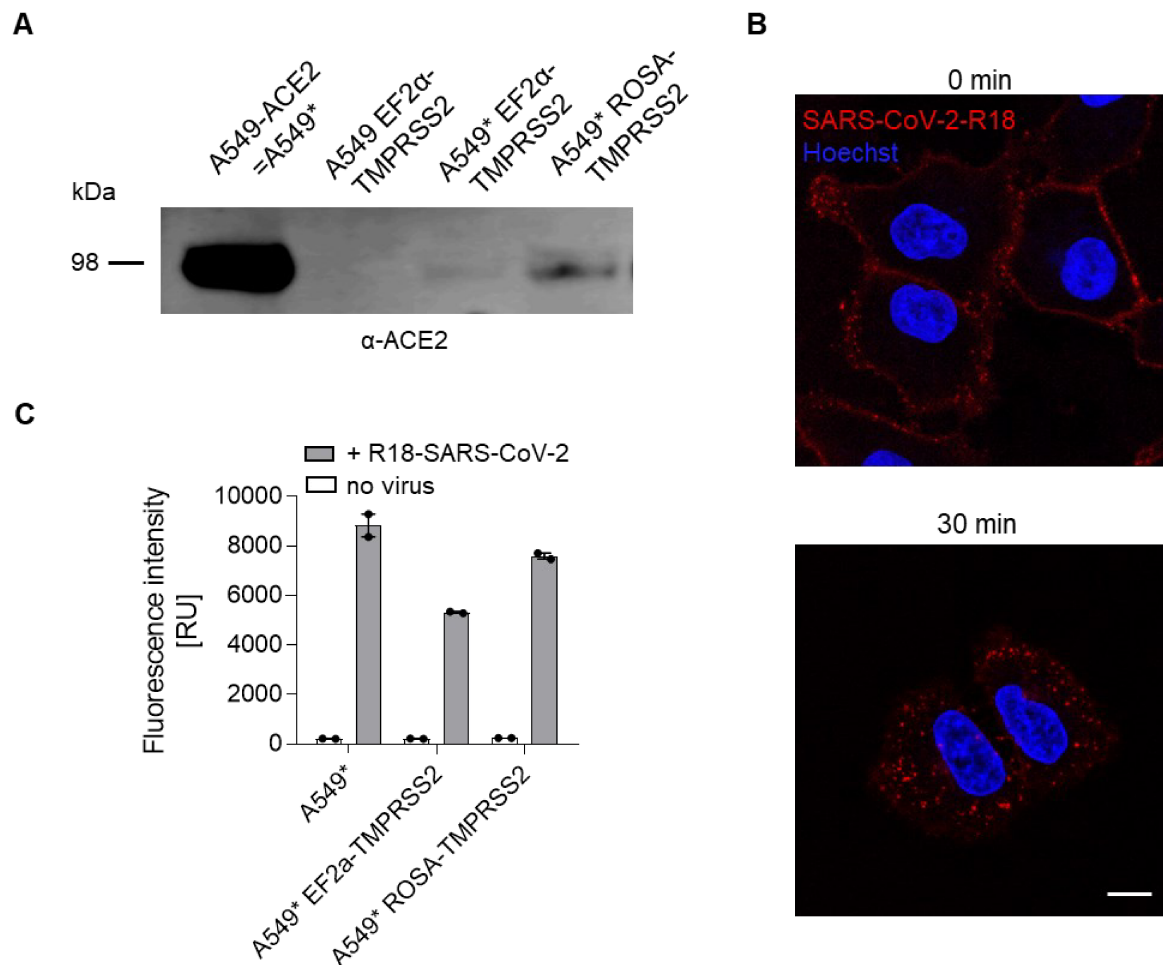 A
A549-ACE2
=A549*
A549 EF2α-
TMPRSS2
A549* EF2α-
TMPRSS2
A549* ROSA-
TMPRSS2
kDa
98
α-ACE2
B
0 min
SARS-CoV-2-R18
Hoechst
30 min
C
+ R18-SARS-CoV-2
no virus
Fluorescence intensity
[RU]
10000
8000
6000
4000
2000
0
A549*
A549* EF2a-TMPRSS2
A549* ROSA-TMPRSS2